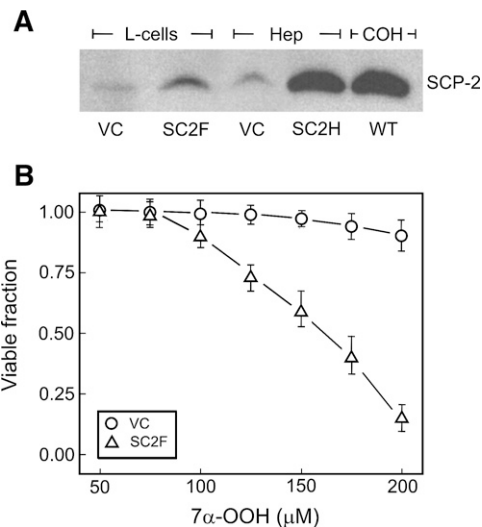 A
L-cells Hep COH
SCP-2
VC SC2F VC SC2H WT
B
1.00
0.75
0.50
0.25
0.00
Viable fraction
VC
SC2F
50 100 150 200
7α-OOH (μM)